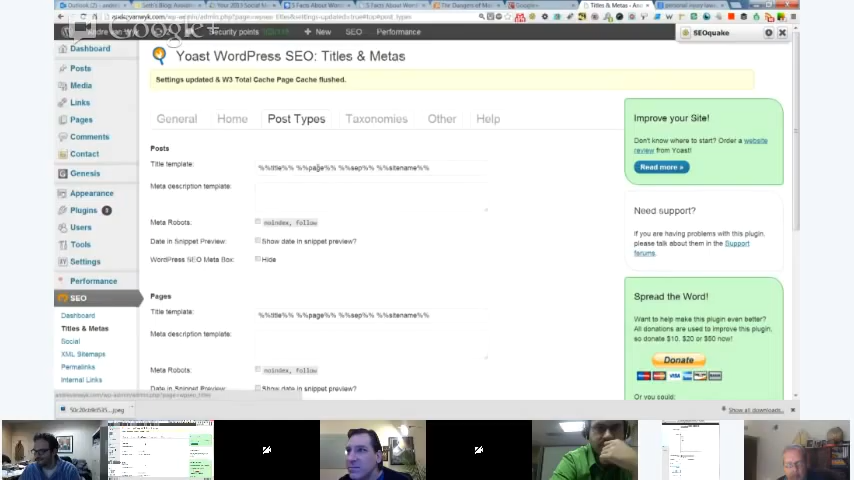 Google+
Security points
New
SEO
Performance
SEOquake
Dashboard
Posts
Media
Links
Pages
Comments
Contact
Genesis
Appearance
Plugins
Users
Tools
Settings
Performance
SEO
Dashboard
Titles & Metas
Social
XML Sitemaps
Permalinks
Internal Links
Yoast WordPress SEO: Titles & Metas
Settings updated & W3 Total Cache Page Cache flushed.
General Home Post Types Taxonomies Other Help
Posts
Title template: %%title%% %%page%% %%sep%% %%sitename%%
Meta description template:
Meta Robots: noindex, follow
Date in Snippet Preview: Show date in snippet preview?
WordPress SEO Meta Box: Hide
Pages
Title template: %%title%% %%page%% %%sep%% %%sitename%%
Meta description template:
Meta Robots: noindex, follow
Date in Snippet Preview: Show date in snippet preview?
Improve your Site!
Don't know where to start? Order a website
review from Yoast!
Read more »
Need support?
If you are having problems with this plugin,
please talk about them in the Support
forums.
Spread the Word!
Want to help make this plugin even better?
All donations are used to improve this plugin,
so donate $10, $20 or $50 now!
Donate
VISA
Or you could:
Show all downloads...